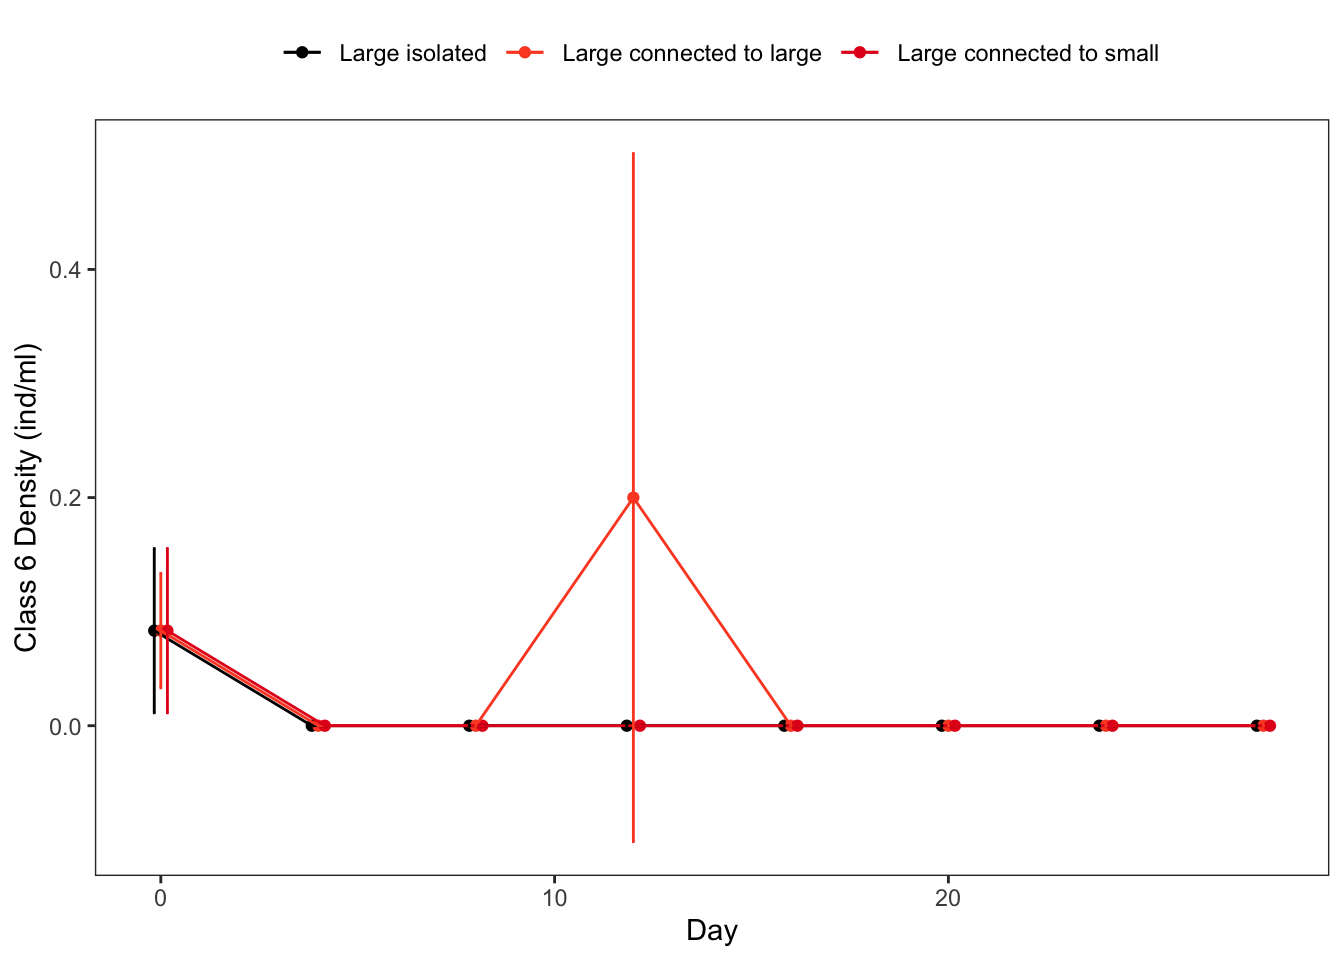 Large isolated Large connected to large Large connected to small
Class 6 Density (ind/ml)
0.4
0.2
0.0
0 10 20
Day